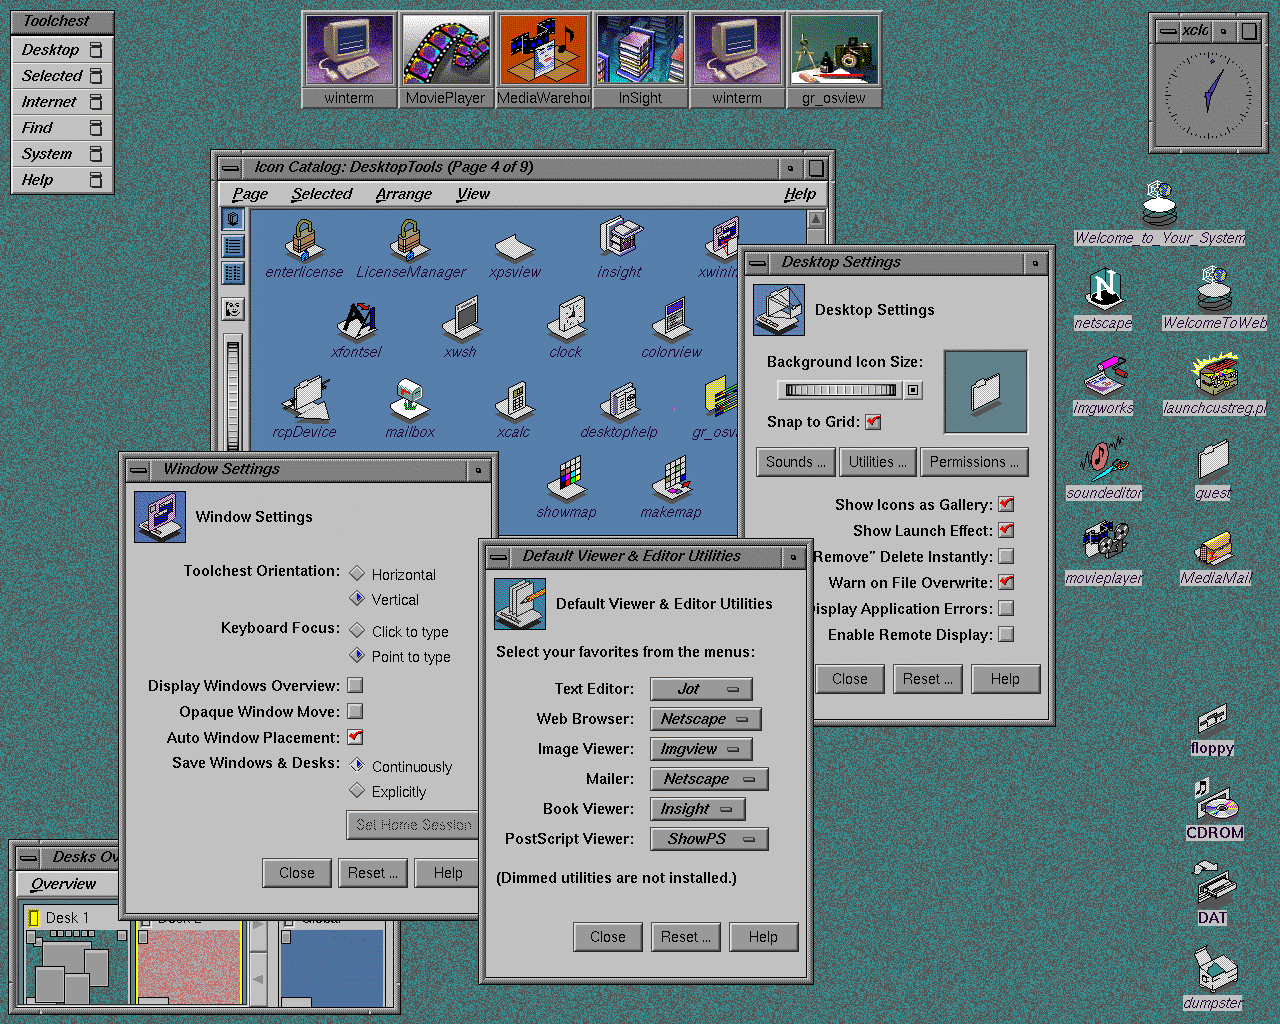 Toolchest
Desktop
Selected
Internet
Find
System
Help
winterm
MoviePlayer
MediaWarehou
InSight
winterm
gr_osview
xclo
Icon Catalog: DesktopTools (Page 4 of 9)
Page Selected Arrange View Help
enterlicense LicenseManager xpsview insight xwinin
xfontsel xwsh clock colorview
rcpDevice mailbox xcalc desktophelp gr_osvi
showmap makemap
Desktop Settings
Desktop Settings
Background Icon Size:
Snap to Grid:
Sounds ... Utilities ... Permissions ...
Show Icons as Gallery:
Show Launch Effect:
Remove" Delete Instantly:
Warn on File Overwrite:
Display Application Errors:
Enable Remote Display:
Close Reset ... Help
Window Settings
Window Settings
Toolchest Orientation: Horizontal
Vertical
Keyboard Focus: Click to type
Point to type
Display Windows Overview:
Opaque Window Move:
Auto Window Placement:
Save Windows & Desks: Continuously
Explicitly
Set Home Session
Close Reset ... Help
Default Viewer & Editor Utilities
Default Viewer & Editor Utilities
Select your favorites from the menus:
Text Editor: Jot
Web Browser: Netscape
Image Viewer: Imgview
Mailer: Netscape
Book Viewer: Insight
PostScript Viewer: ShowPS
(Dimmed utilities are not installed.)
Close Reset ... Help
Desks Ov
Overview
Desk 1 Desk 2 Global
Welcome_to_Your_System
netscape WelcomeToWeb
imgworks launchcustreg.pl
soundeditor guest
movieplayer MediaMail
floppy
CDROM
DAT
dumpster